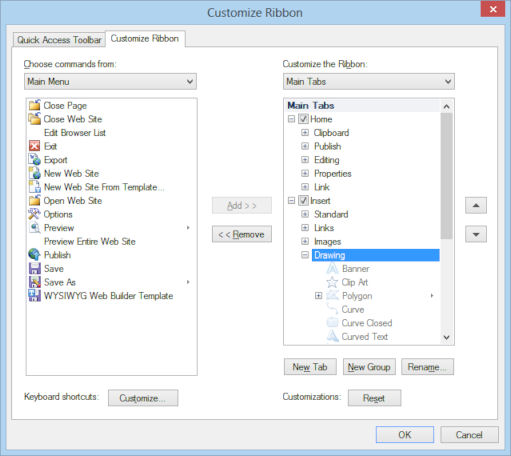 Customize Ribbon
Quick Access Toolbar
Customize Ribbon
Choose commands from:
Main Menu
Close Page
Close Web Site
Edit Browser List
Exit
Export
New Web Site
New Web Site From Template...
Open Web Site
Options
Preview
Preview Entire Web Site
Publish
Save
Save As
WYSIWYG Web Builder Template
Keyboard shortcuts:
Customize...
Add > >
< < Remove
Customize the Ribbon:
Main Tabs
Main Tabs
Home
Clipboard
Publish
Editing
Properties
Link
Insert
Standard
Links
Images
Drawing
Banner
Clip Art
Polygon
Curve
Curve Closed
Curved Text
New Tab
New Group
Rename...
Customizations:
Reset
OK
Cancel